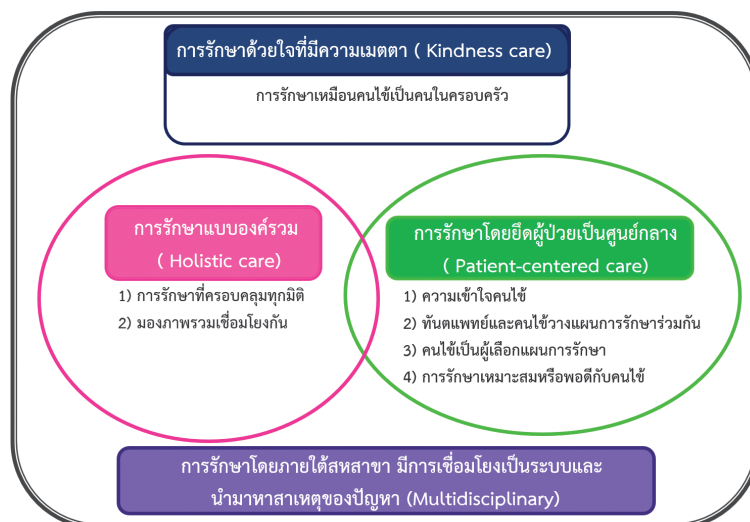 การรักษาด้วยใจที่มีความเมตตา ( Kindness care)
การรักษาเหมือนคนไข้เป็นคนในครอบครัว
การรักษาแบบองค์รวม
( Holistic care)
1) การรักษาที่ครอบคลุมทุกมิติ
2) มองภาพรวมเชื่อมโยงกัน
การรักษาโดยยึดผู้ป่วยเป็นศูนย์กลาง
( Patient-centered care)
1) ความเข้าใจคนไข้
2) ทันตแพทย์และคนไข้วางแผนการรักษาร่วมกัน
3) คนไข้เป็นผู้เลือกแผนการรักษา
4) การรักษาเหมาะสมหรือพอดีกับคนไข้
การรักษาโดยภายใต้สหสาขา มีการเชื่อมโยงเป็นระบบและ
นำมาหาสาเหตุของปัญหา (Multidisciplinary)